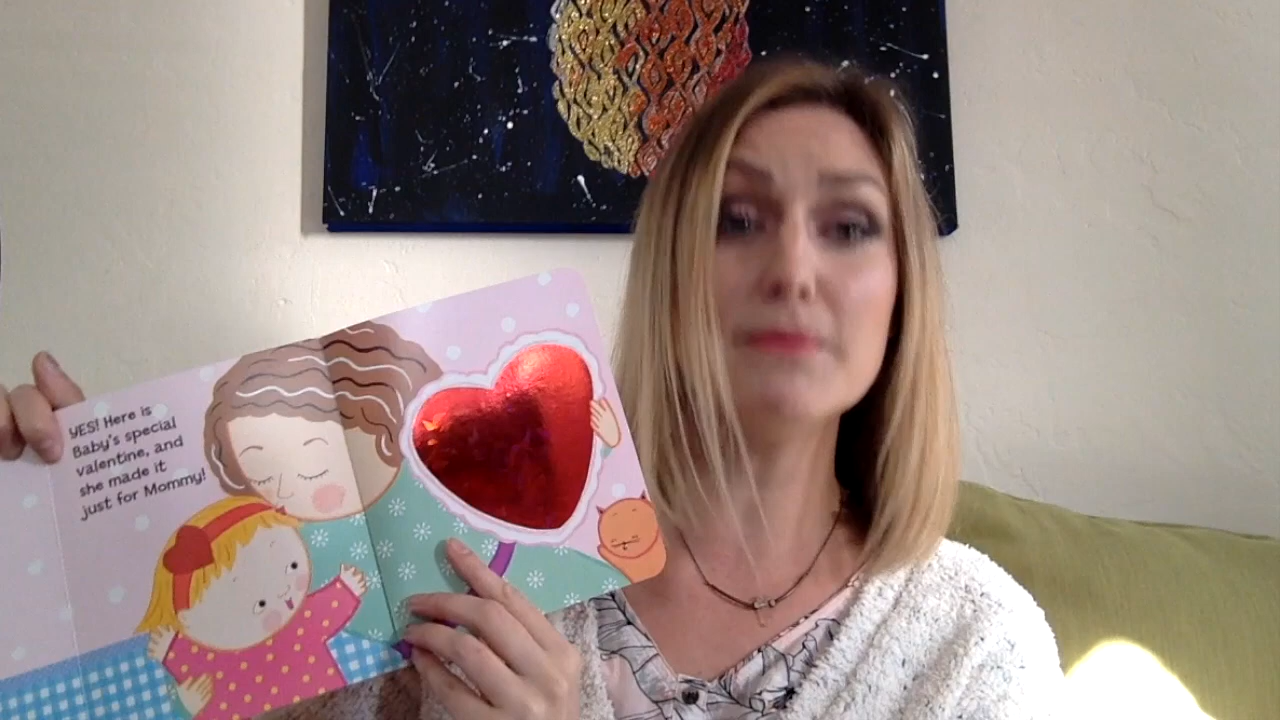 YES! Here is
Baby's special
valentine, and
she made it
just for Mommy!